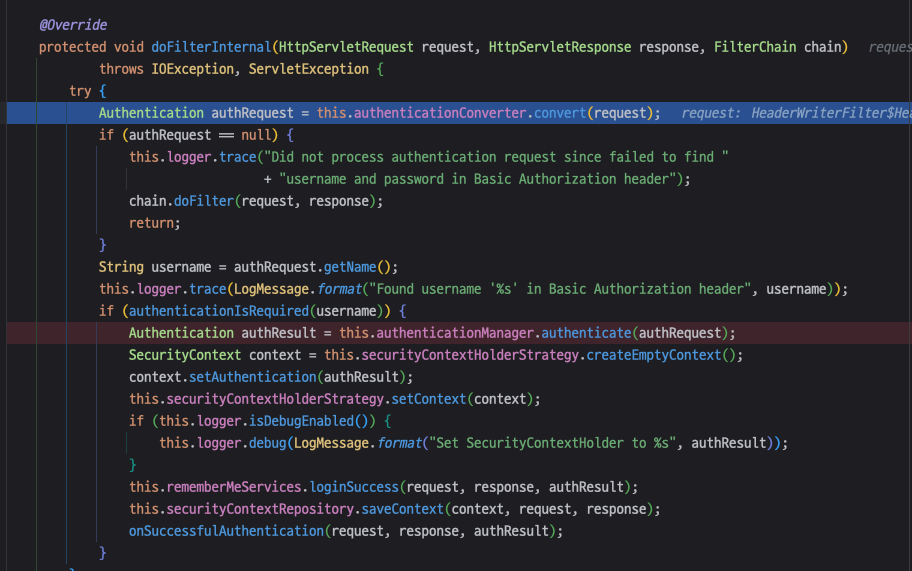 @Override
protected void doFilterInternal(HttpServletRequest request, HttpServletResponse response, FilterChain chain)   reques
        throws IOException, ServletException {
    try {
        Authentication authRequest = this.authenticationConverter.convert(request);   request: HeaderWriterFilter$Hea
        if (authRequest == null) {
            this.logger.trace("Did not process authentication request since failed to find "
                              + "username and password in Basic Authorization header");
            chain.doFilter(request, response);
            return;
        }
        String username = authRequest.getName();
        this.logger.trace(LogMessage.format("Found username '%s' in Basic Authorization header", username));
        if (authenticationIsRequired(username)) {
            Authentication authResult = this.authenticationManager.authenticate(authRequest);
            SecurityContext context = this.securityContextHolderStrategy.createEmptyContext();
            context.setAuthentication(authResult);
            this.securityContextHolderStrategy.setContext(context);
            if (this.logger.isDebugEnabled()) {
                this.logger.debug(LogMessage.format("Set SecurityContextHolder to %s", authResult));
            }
            this.rememberMeServices.loginSuccess(request, response, authResult);
            this.securityContextRepository.saveContext(context, request, response);
            onSuccessfulAuthentication(request, response, authResult);
        }